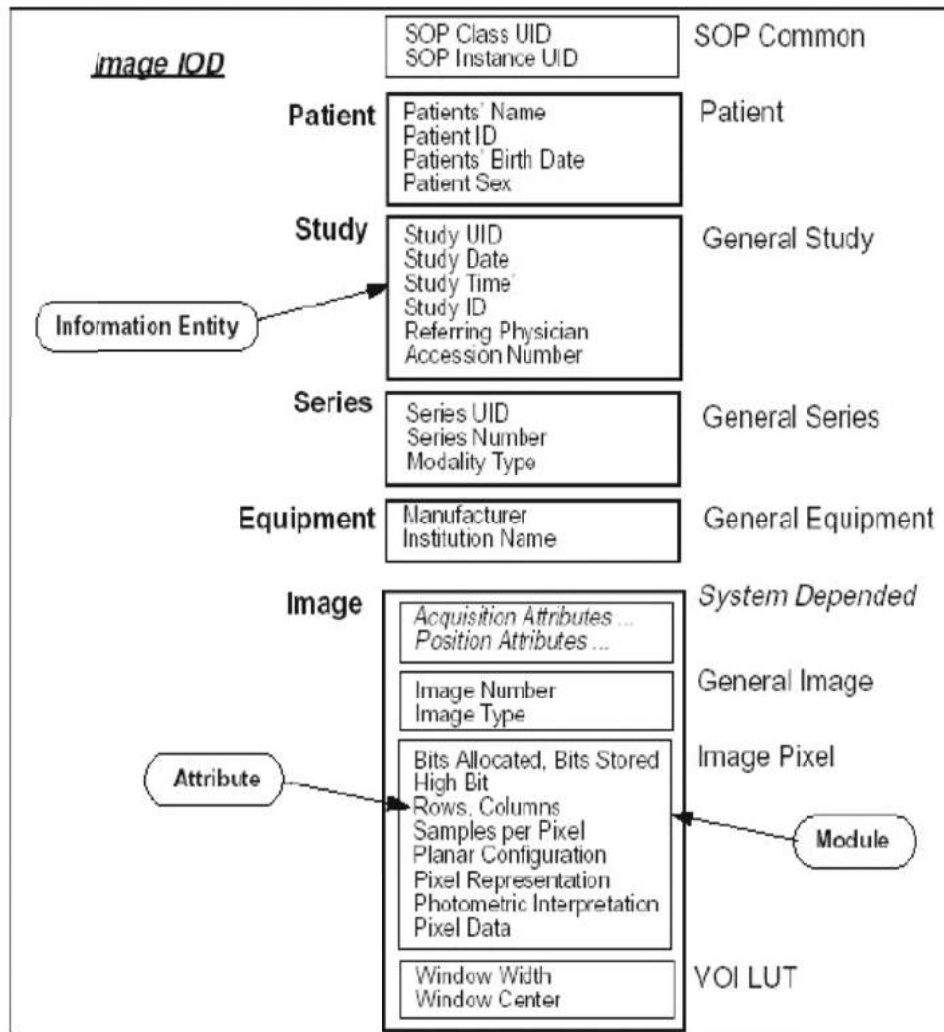 Image IOD
SOP Class UID
SOP Instance UID
SOP Common
Patient
Patients' Name
Patient ID
Patients' Birth Date
Patient Sex
Patient
Study
Study UID
Study Date
Study Time'
Study ID
Referring Physician
Accession Number
General Study
Information Entity
Series
Series UID
Series Number
Modality Type
General Series
Equipment
Manufacturer
Institution Name
General Equipment
Image
Acquisition Attributes ...
Position Attributes ...
System Depended
Image Number
Image Type
General Image
Bits Allocated, Bits Stored
High Bit
Rows, Columns
Samples per Pixel
Planar Configuration
Pixel Representation
Photometric Interpretation
Pixel Data
Image Pixel
Attribute
Module
Window Width
Window Center
VOI LUT